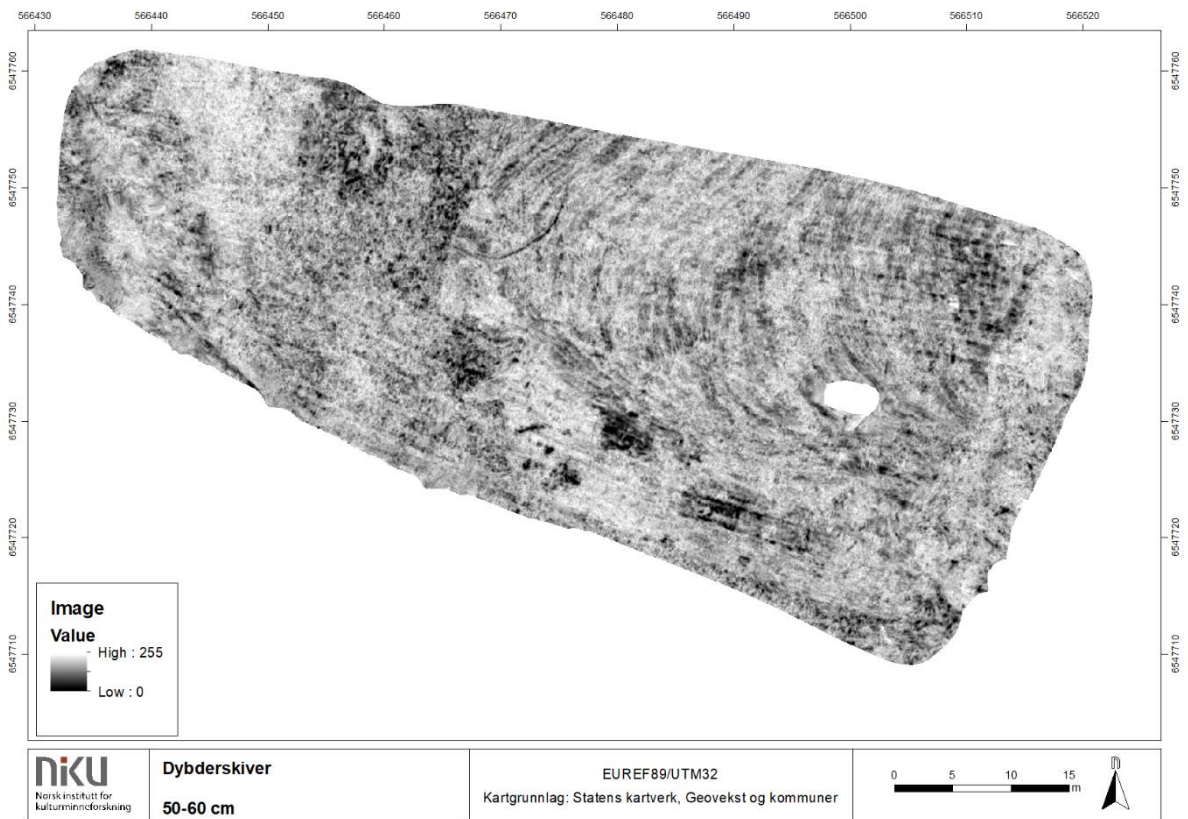 566430 566440 566450 566460 566470 566480 566490 566500 566510 566520
6547760 6547760
6547750 6547750
6547740 6547740
6547730 6547730
6547720 6547720
6547710 6547710
Image
Value
High : 255
Low : 0
niku
Norsk institutt for
kulturminneforskning
Dybderskiver
50-60 cm
EUREF89/UTM32
Kartgrunnlag: Statens kartverk, Geovekst og kommuner
0 5 10 15
m
n